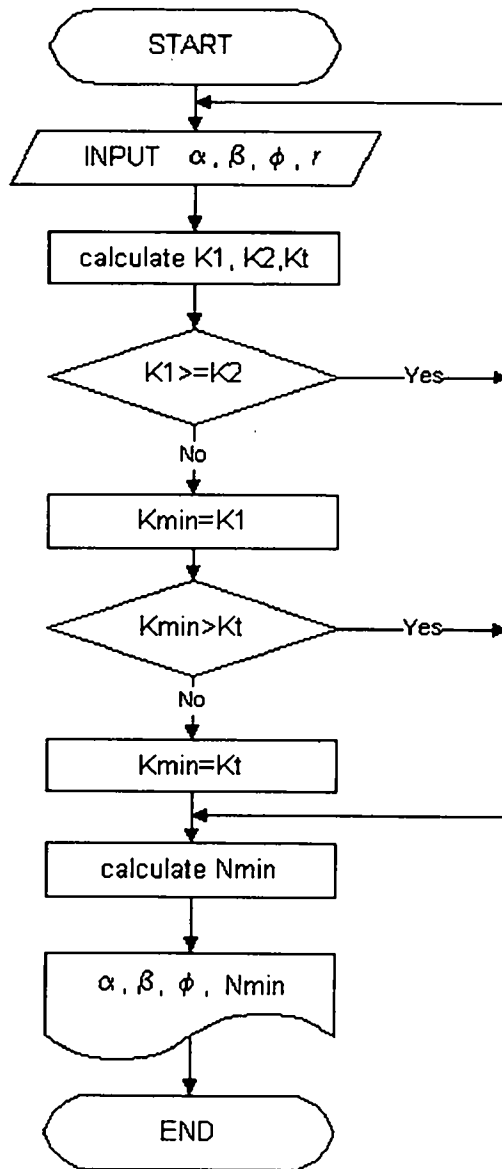 START
INPUT α, β, ϕ, r
calculate K1, K2,Kt
K1>=K2
Yes
No
Kmin=K1
Kmin>Kt
Yes
No
Kmin=Kt
calculate Nmin
α, β, ϕ, Nmin
END